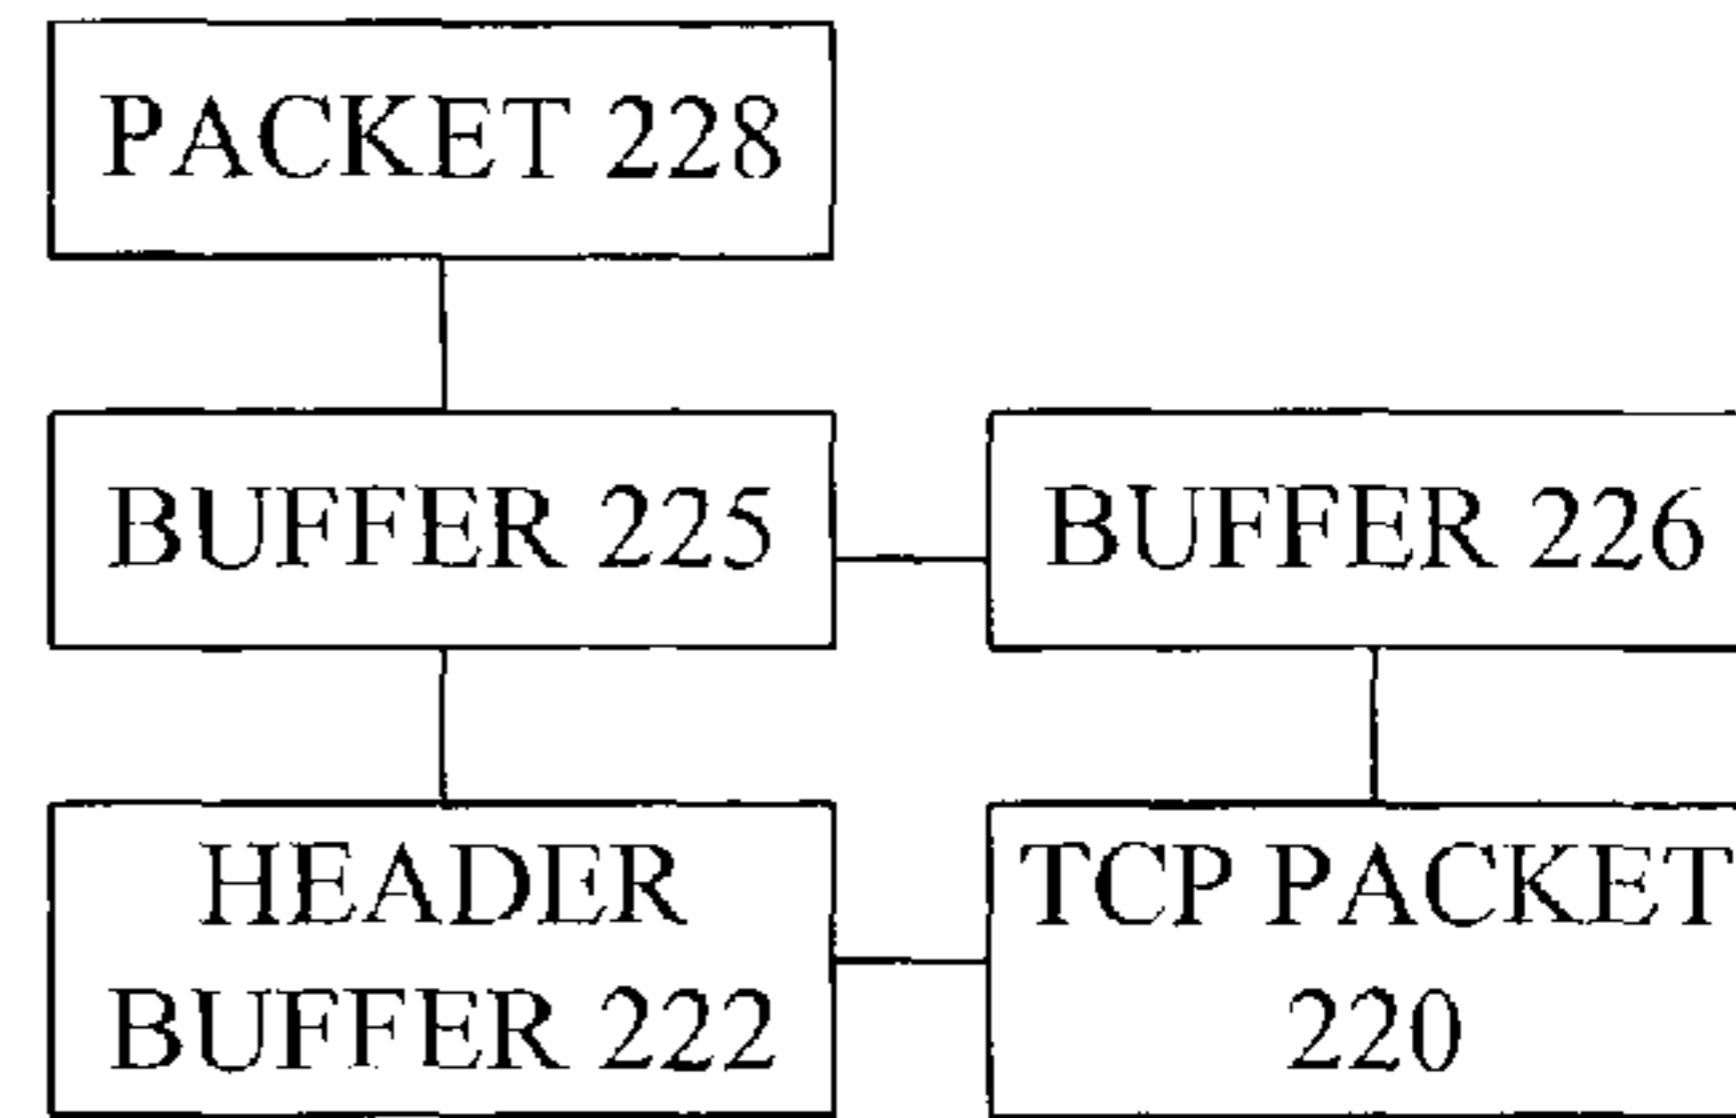 PACKET 228
BUFFER 225
BUFFER 226
HEADER
BUFFER 222
TCP PACKET
220